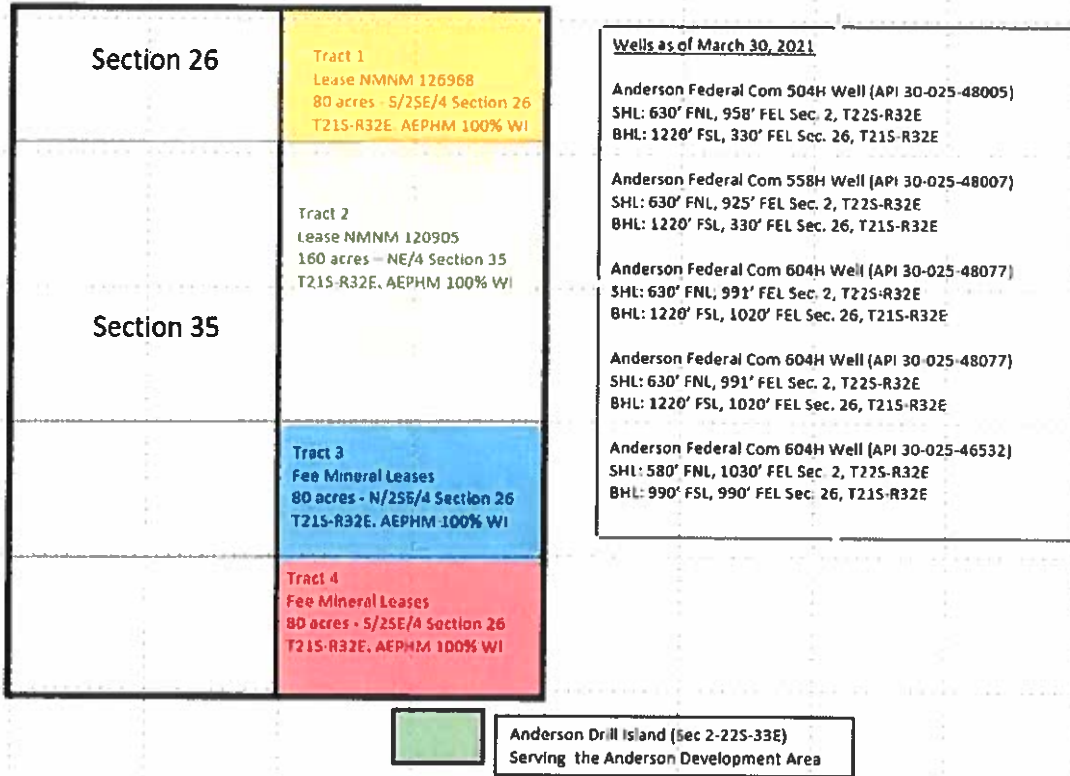 Section 26
Tract 1
Lease NMNM 126968
80 acres - S/2SE/4 Section 26
T21S-R32E. AEPHM 100% WI
Tract 2
Lease NMNM 120905
160 acres - NE/4 Section 35
T21S-R32E. AEPHM 100% WI
Section 35
Tract 3
Fee Mineral Leases
80 acres - N/2SE/4 Section 26
T21S-R32E. AEPHM 100% WI
Tract 4
Fee Mineral Leases
80 acres - S/2SE/4 Section 26
T21S-R32E. AEPHM 100% WI
Wells as of March 30, 2021
Anderson Federal Com 504H Well (API 30-025-48005)
SHL: 630' FNL, 958' FEL Sec. 2, T22S-R32E
BHL: 1220' FSL, 330' FEL Sec. 26, T21S-R32E
Anderson Federal Com 558H Well (API 30-025-48007)
SHL: 630' FNL, 925' FEL Sec. 2, T22S-R32E
BHL: 1220' FSL, 330' FEL Sec. 26, T21S-R32E
Anderson Federal Com 604H Well (API 30-025-48077)
SHL: 630' FNL, 991' FEL Sec. 2, T22S-R32E
BHL: 1220' FSL, 1020' FEL Sec. 26, T21S-R32E
Anderson Federal Com 604H Well (API 30-025-48077)
SHL: 630' FNL, 991' FEL Sec. 2, T22S-R32E
BHL: 1220' FSL, 1020' FEL Sec. 26, T21S-R32E
Anderson Federal Com 604H Well (API 30-025-46532)
SHL: 580' FNL, 1030' FEL Sec. 2, T22S-R32E
BHL: 990' FSL, 990' FEL Sec. 26, T21S-R32E
Anderson Drill Island (Sec 2-22S-33E)
Serving the Anderson Development Area